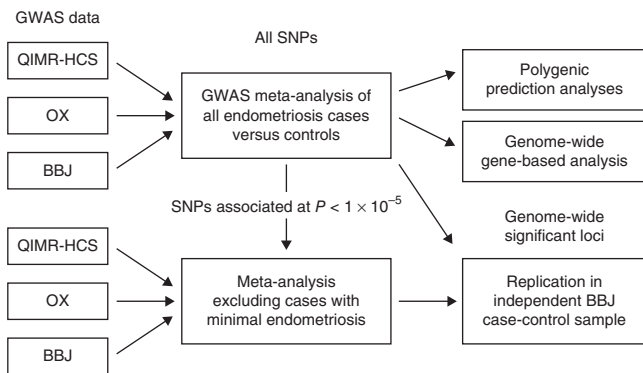 GWAS data
All SNPs
QIMR-HCS
OX
BBJ
GWAS meta-analysis of
all endometriosis cases
versus controls
Polygenic
prediction analyses
Genome-wide
gene-based analysis
SNPs associated at P < 1 × 10⁻⁵
Genome-wide
significant loci
QIMR-HCS
OX
BBJ
Meta-analysis
excluding cases with
minimal endometriosis
Replication in
independent BBJ
case-control sample